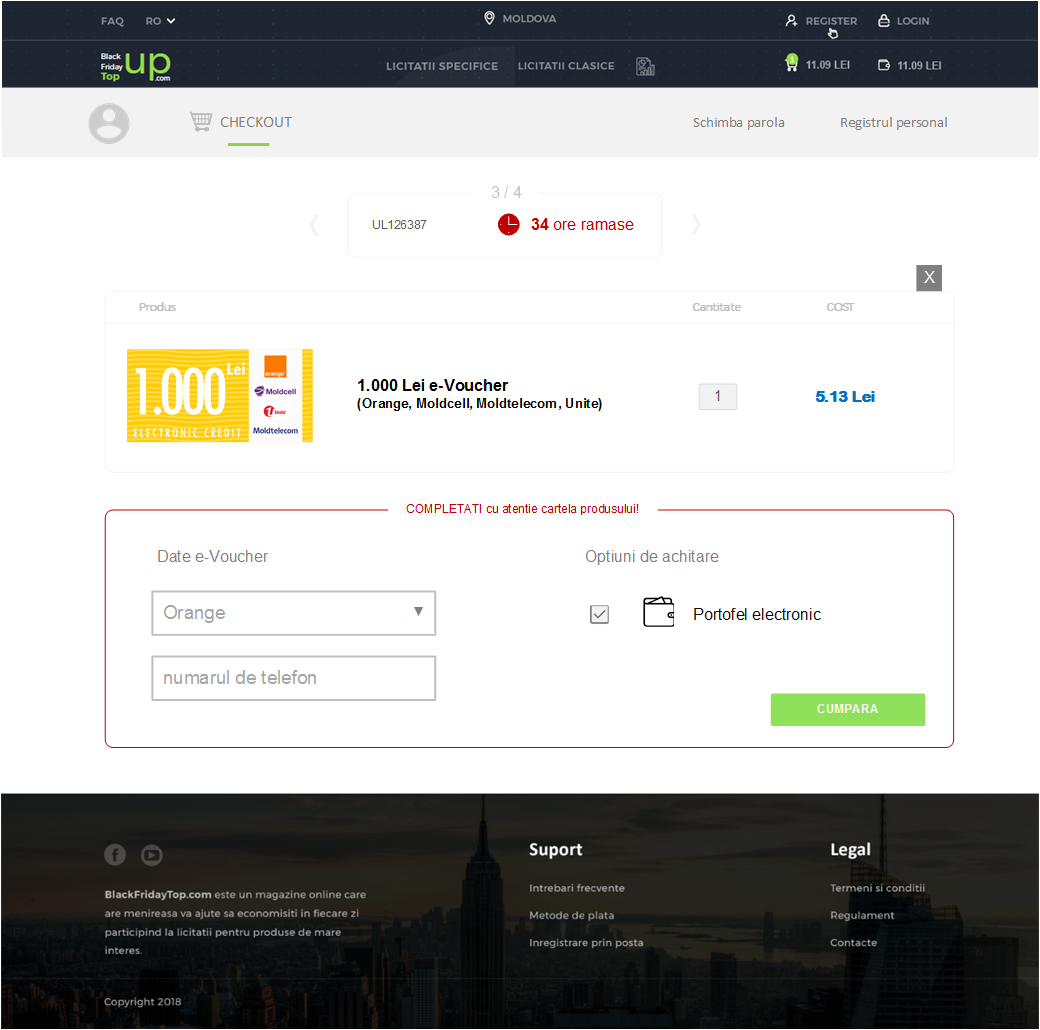 FAQ RO MOLDOVA REGISTER LOGIN
Black
Friday
Top
up
.com
LICITATII SPECIFICE LICITATII CLASICE 1 11.09 LEI 11.09 LEI
CHECKOUT Schimba parola Registrul personal
3 / 4
UL126387 34 ore ramase
X
Produs Cantitate COST
1.000 Lei
ELECTRONIC CREDIT
orange
Moldcell
Unite
Moldtelecom
1.000 Lei e-Voucher
(Orange, Moldcell, Moldtelecom, Unite)
1
5.13 Lei
COMPLETATI cu atentie cartela produsului!
Date e-Voucher Optiuni de achitare
Orange
Portofel electronic
numarul de telefon
CUMPARA
BlackFridayTop.com este un magazine online care
are menireasa va ajute sa economisiti in fiecare zi
participind la licitatii pentru produse de mare
interes.
Copyright 2018
Suport
Intrebari frecvente
Metode de plata
Inregistrare prin posta
Legal
Termeni si conditii
Regulament
Contacte